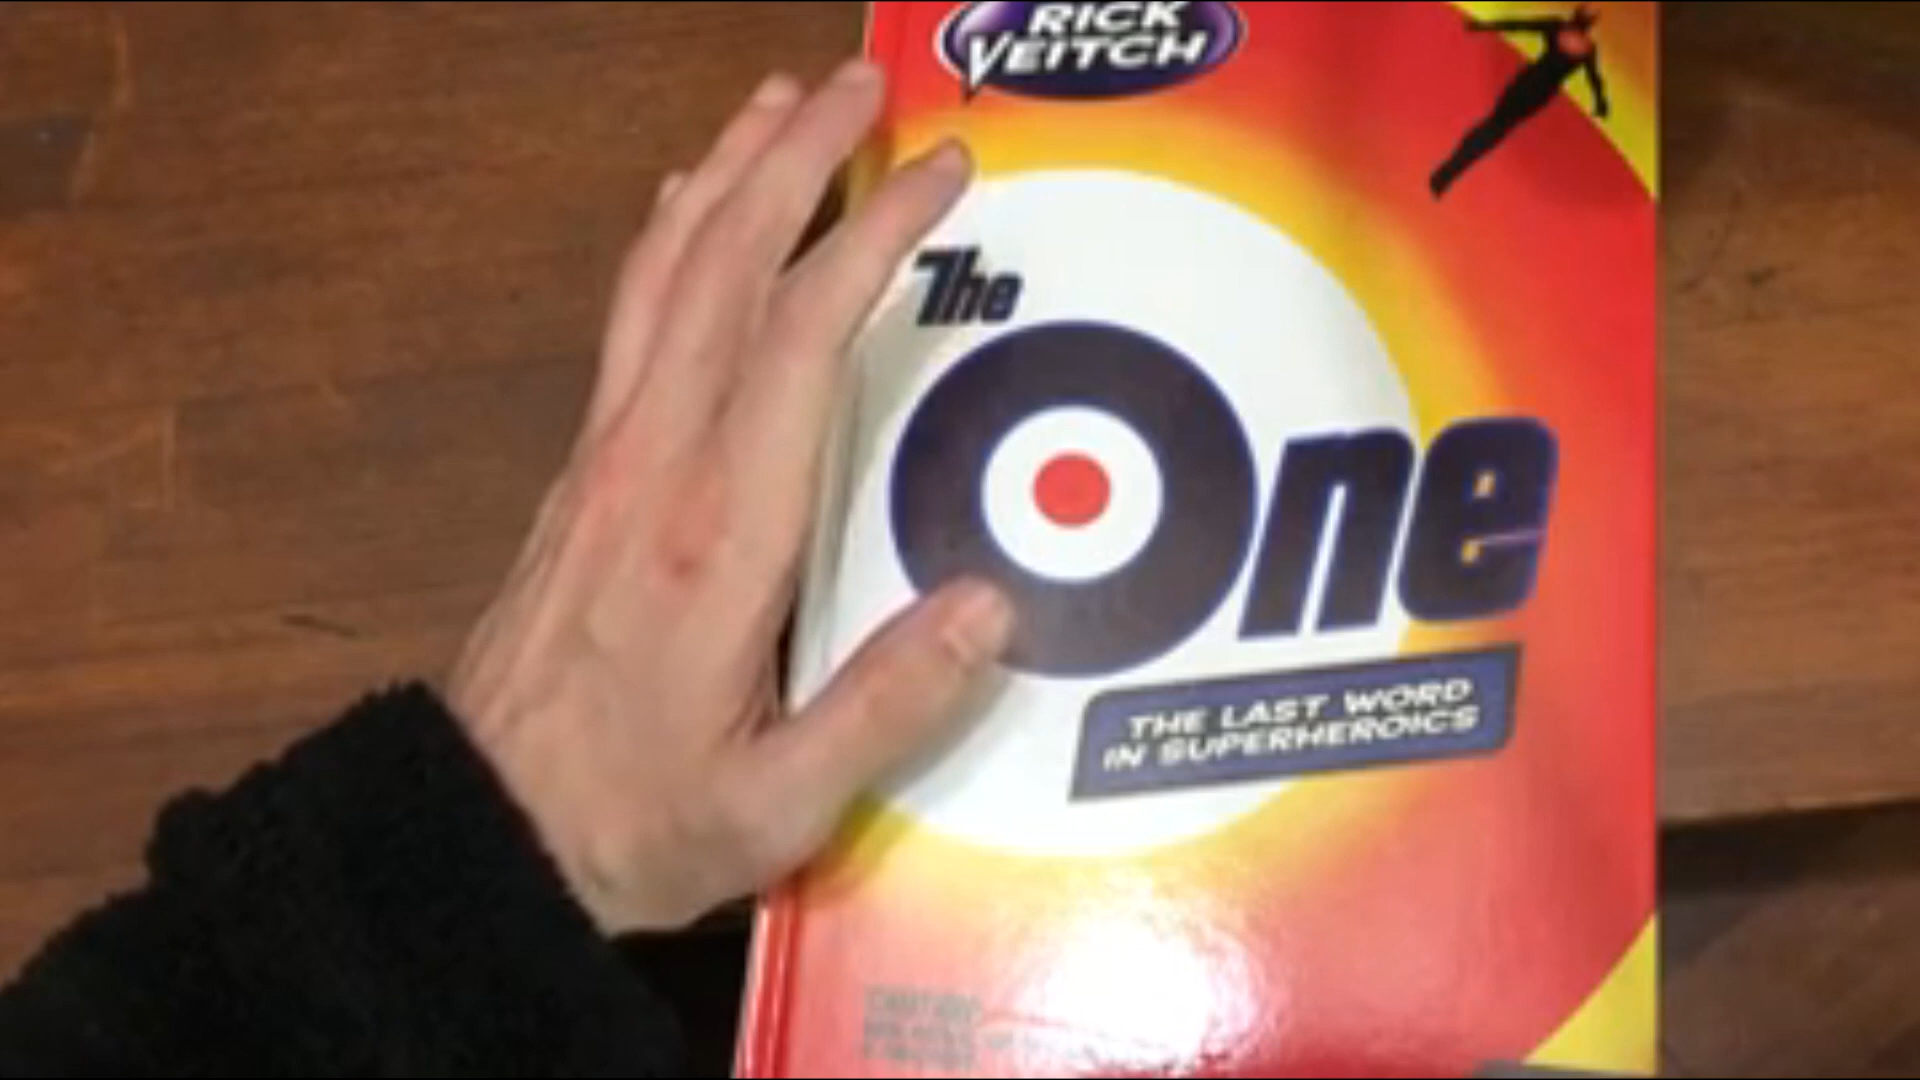 RICK
VEITCH
The
One
THE LAST WORD
IN SUPERHEROICS